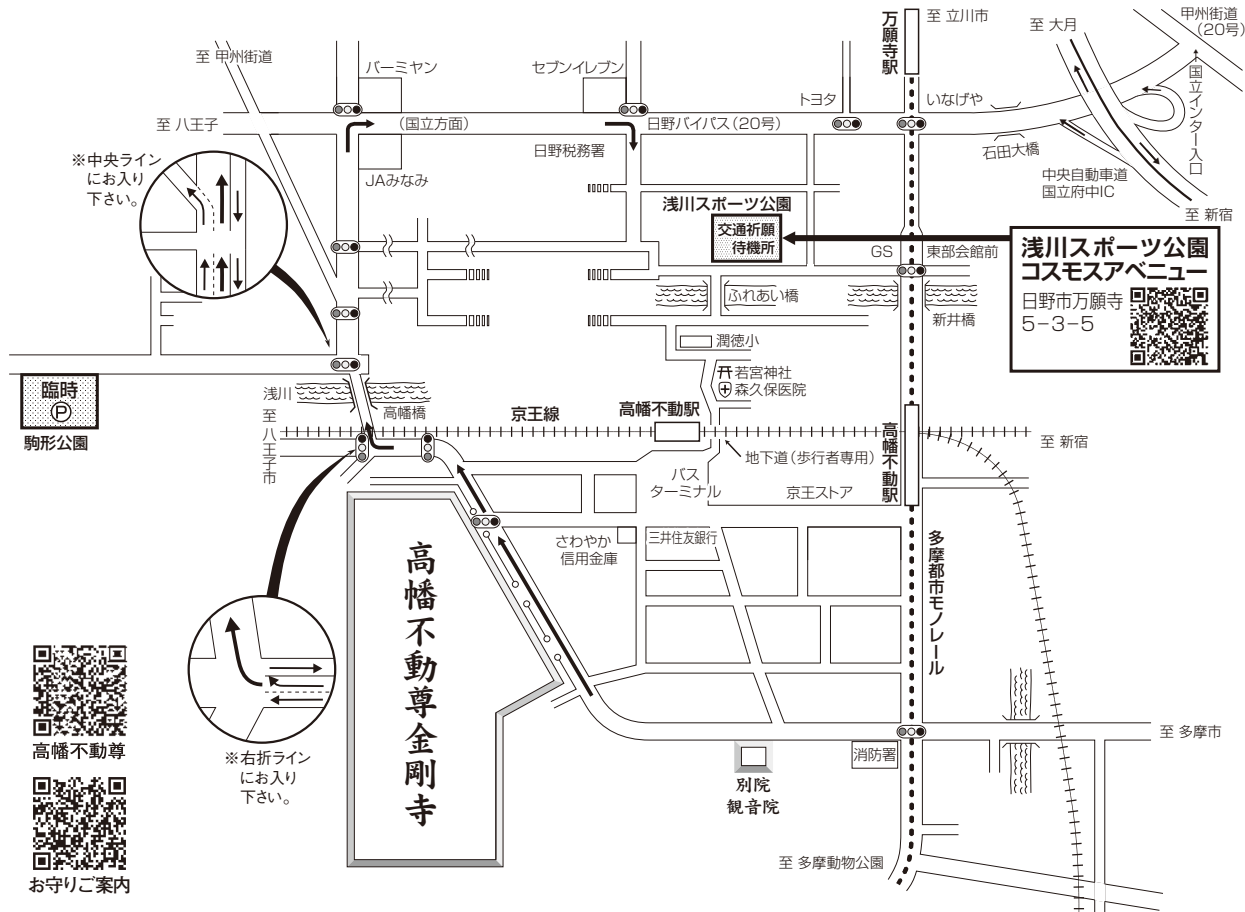 万願寺駅
至 立川市
至 大月
甲州街道
(20号)
至 甲州街道
バーミヤン
セブンイレブン
トヨタ
いなげや
国立インター入口
至 八王子
(国立方面)
日野バイパス(20号)
日野税務署
石田大橋
中央自動車道
国立府中IC
至 新宿
※中央ライン
にお入り
下さい。
JAみなみ
浅川スポーツ公園
交通祈願
待機所
GS
東部会館前
浅川スポーツ公園
コスモスアベニュー
日野市万願寺
5-3-5
ふれあい橋
新井橋
潤徳小
若宮神社
森久保医院
臨時
P
駒形公園
浅川
高幡橋
至 八王子市
京王線
高幡不動駅
高幡不動駅
至 新宿
地下道(歩行者専用)
バス
ターミナル
京王ストア
さわやか
信用金庫
三井住友銀行
高幡不動尊金剛寺
多摩都市モノレール
※右折ライン
にお入り
下さい。
高幡不動尊
お守りご案内
別院
観音院
消防署
至 多摩市
至 多摩動物公園